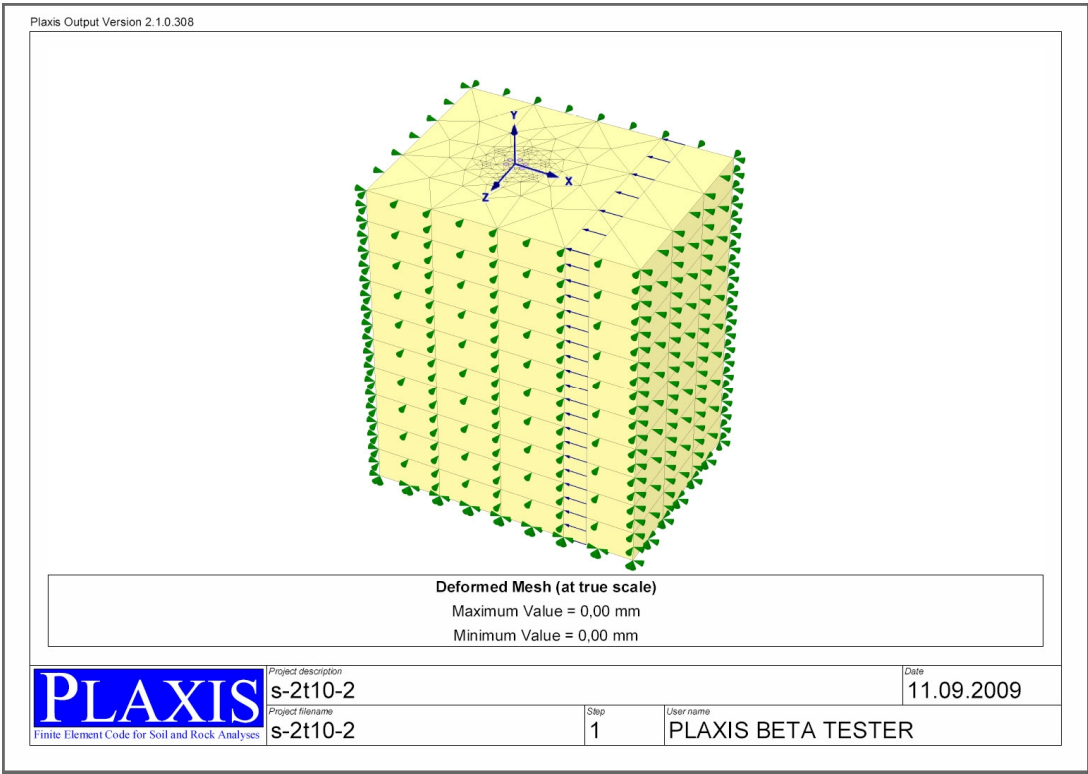 Plaxis Output Version 2.1.0.308
Y
X
Z
Deformed Mesh (at true scale)
Maximum Value = 0,00 mm
Minimum Value = 0,00 mm
PLAXIS
Finite Element Code for Soil and Rock Analyses
Project description
s-2t10-2
Date
11.09.2009
Project filename
s-2t10-2
Step
1
User name
PLAXIS BETA TESTER